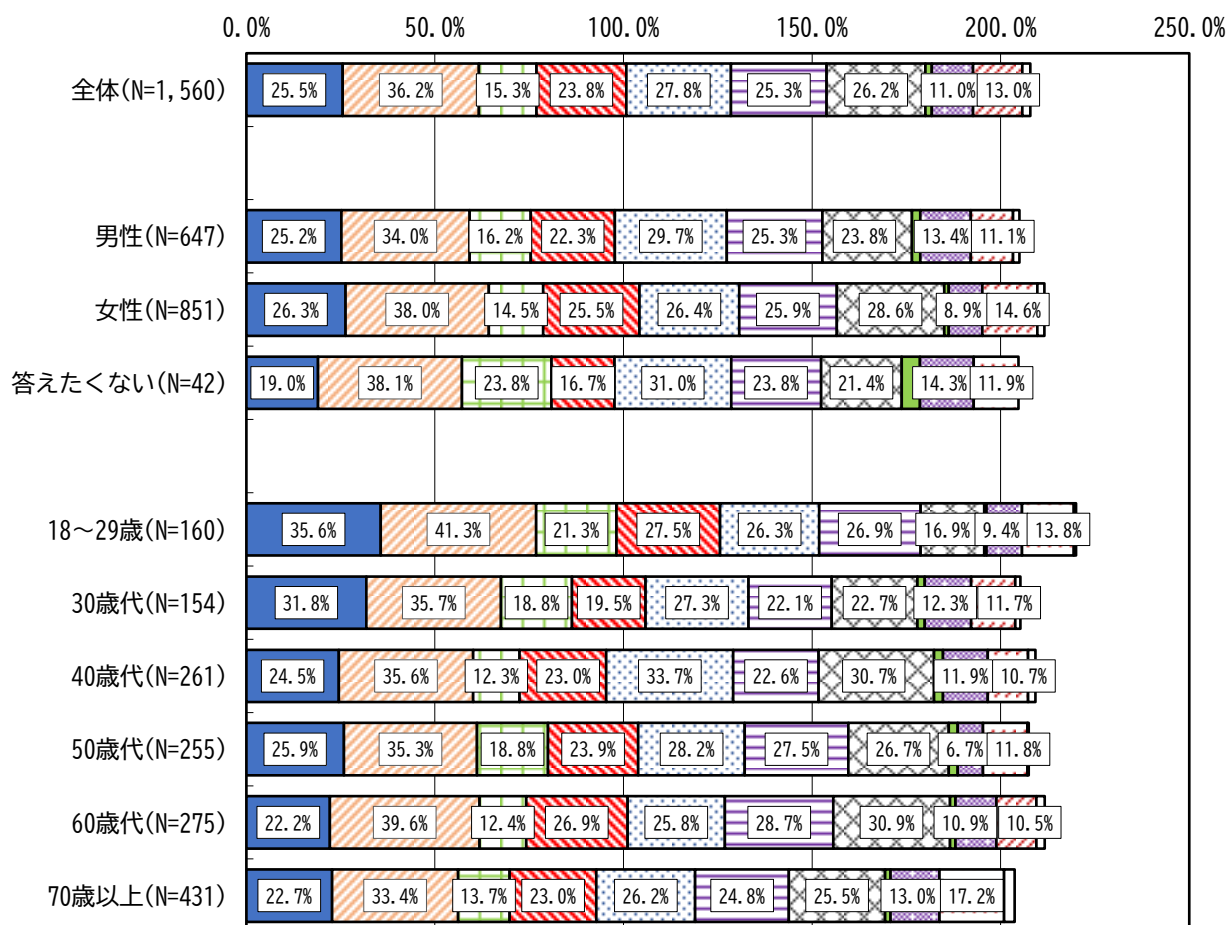 0.0% 50.0% 100.0% 150.0% 200.0% 250.0%
全体(N=1,560) 25.5% 36.2% 15.3% 23.8% 27.8% 25.3% 26.2% 11.0% 13.0%
男性(N=647) 25.2% 34.0% 16.2% 22.3% 29.7% 25.3% 23.8% 13.4% 11.1%
女性(N=851) 26.3% 38.0% 14.5% 25.5% 26.4% 25.9% 28.6% 8.9% 14.6%
答えたくない(N=42) 19.0% 38.1% 23.8% 16.7% 31.0% 23.8% 21.4% 14.3% 11.9%
18～29歳(N=160) 35.6% 41.3% 21.3% 27.5% 26.3% 26.9% 16.9% 9.4% 13.8%
30歳代(N=154) 31.8% 35.7% 18.8% 19.5% 27.3% 22.1% 22.7% 12.3% 11.7%
40歳代(N=261) 24.5% 35.6% 12.3% 23.0% 33.7% 22.6% 30.7% 11.9% 10.7%
50歳代(N=255) 25.9% 35.3% 18.8% 23.9% 28.2% 27.5% 26.7% 6.7% 11.8%
60歳代(N=275) 22.2% 39.6% 12.4% 26.9% 25.8% 28.7% 30.9% 10.9% 10.5%
70歳以上(N=431) 22.7% 33.4% 13.7% 23.0% 26.2% 24.8% 25.5% 13.0% 17.2%